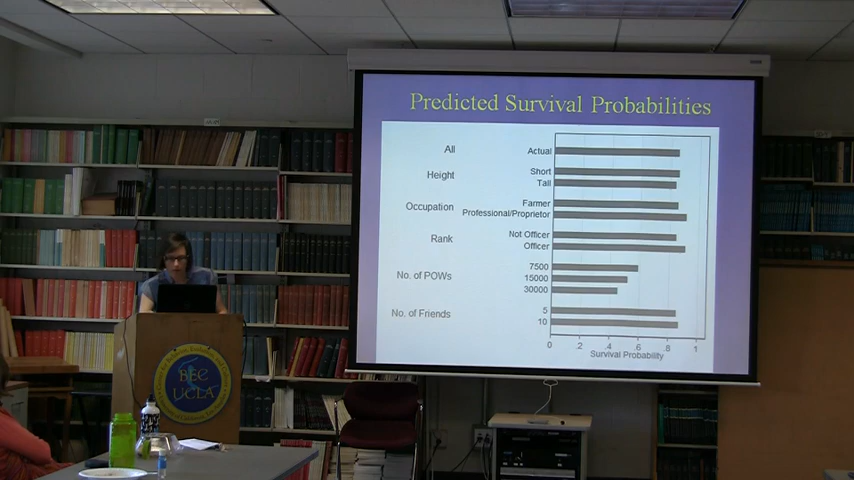 Predicted Survival Probabilities
All
Actual
Height
Short
Tall
Occupation
Farmer
Professional/Proprietor
Rank
Not Officer
Officer
No. of POWs
7500
15000
30000
No. of Friends
5
10
0 .2 .4 .6 .8 1
Survival Probability
BEC
UCLA